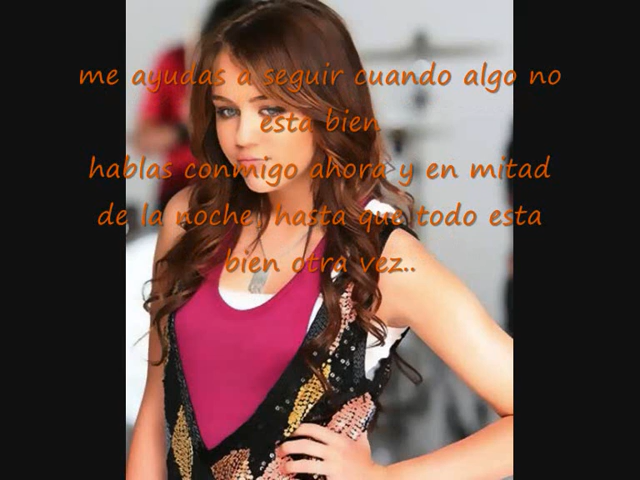 me ayudas a seguir cuando algo no
esta bien
hablas conmigo ahora y en mitad
de la noche, hasta que todo esta
bien otra vez..